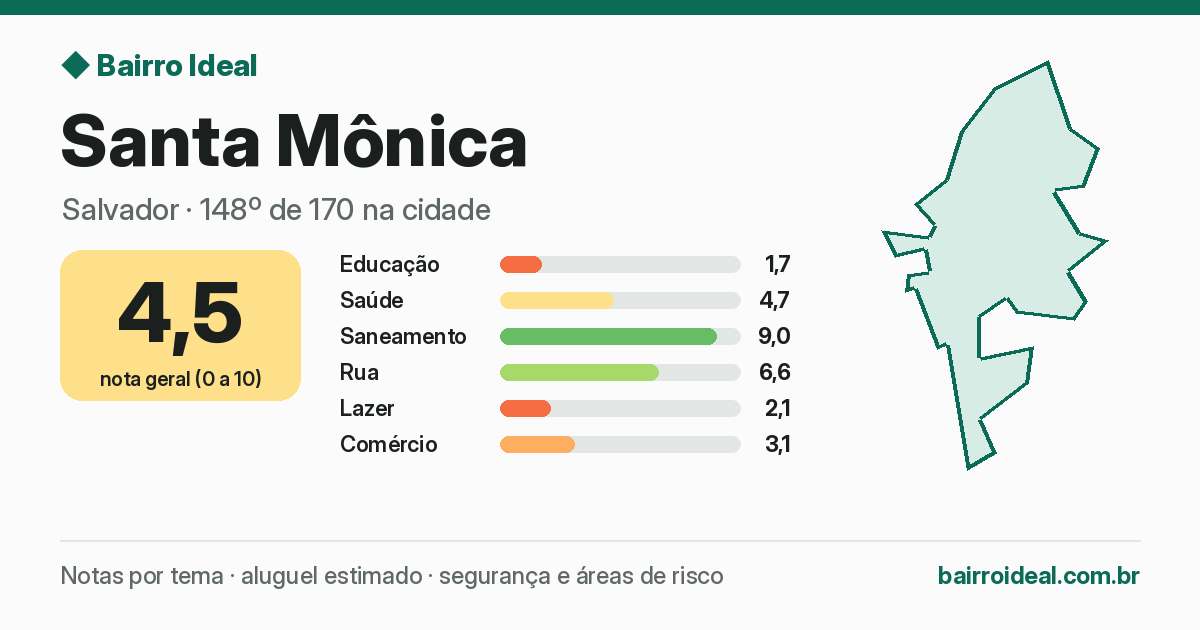 Bairro Ideal
Santa Mônica
Salvador · 148º de 170 na cidade
4,5
nota geral (0 a 10)
Educação 1,7
Saúde 4,7
Saneamento 9,0
Rua 6,6
Lazer 2,1
Comércio 3,1
Notas por tema · aluguel estimado · segurança e áreas de risco
bairroideal.com.br